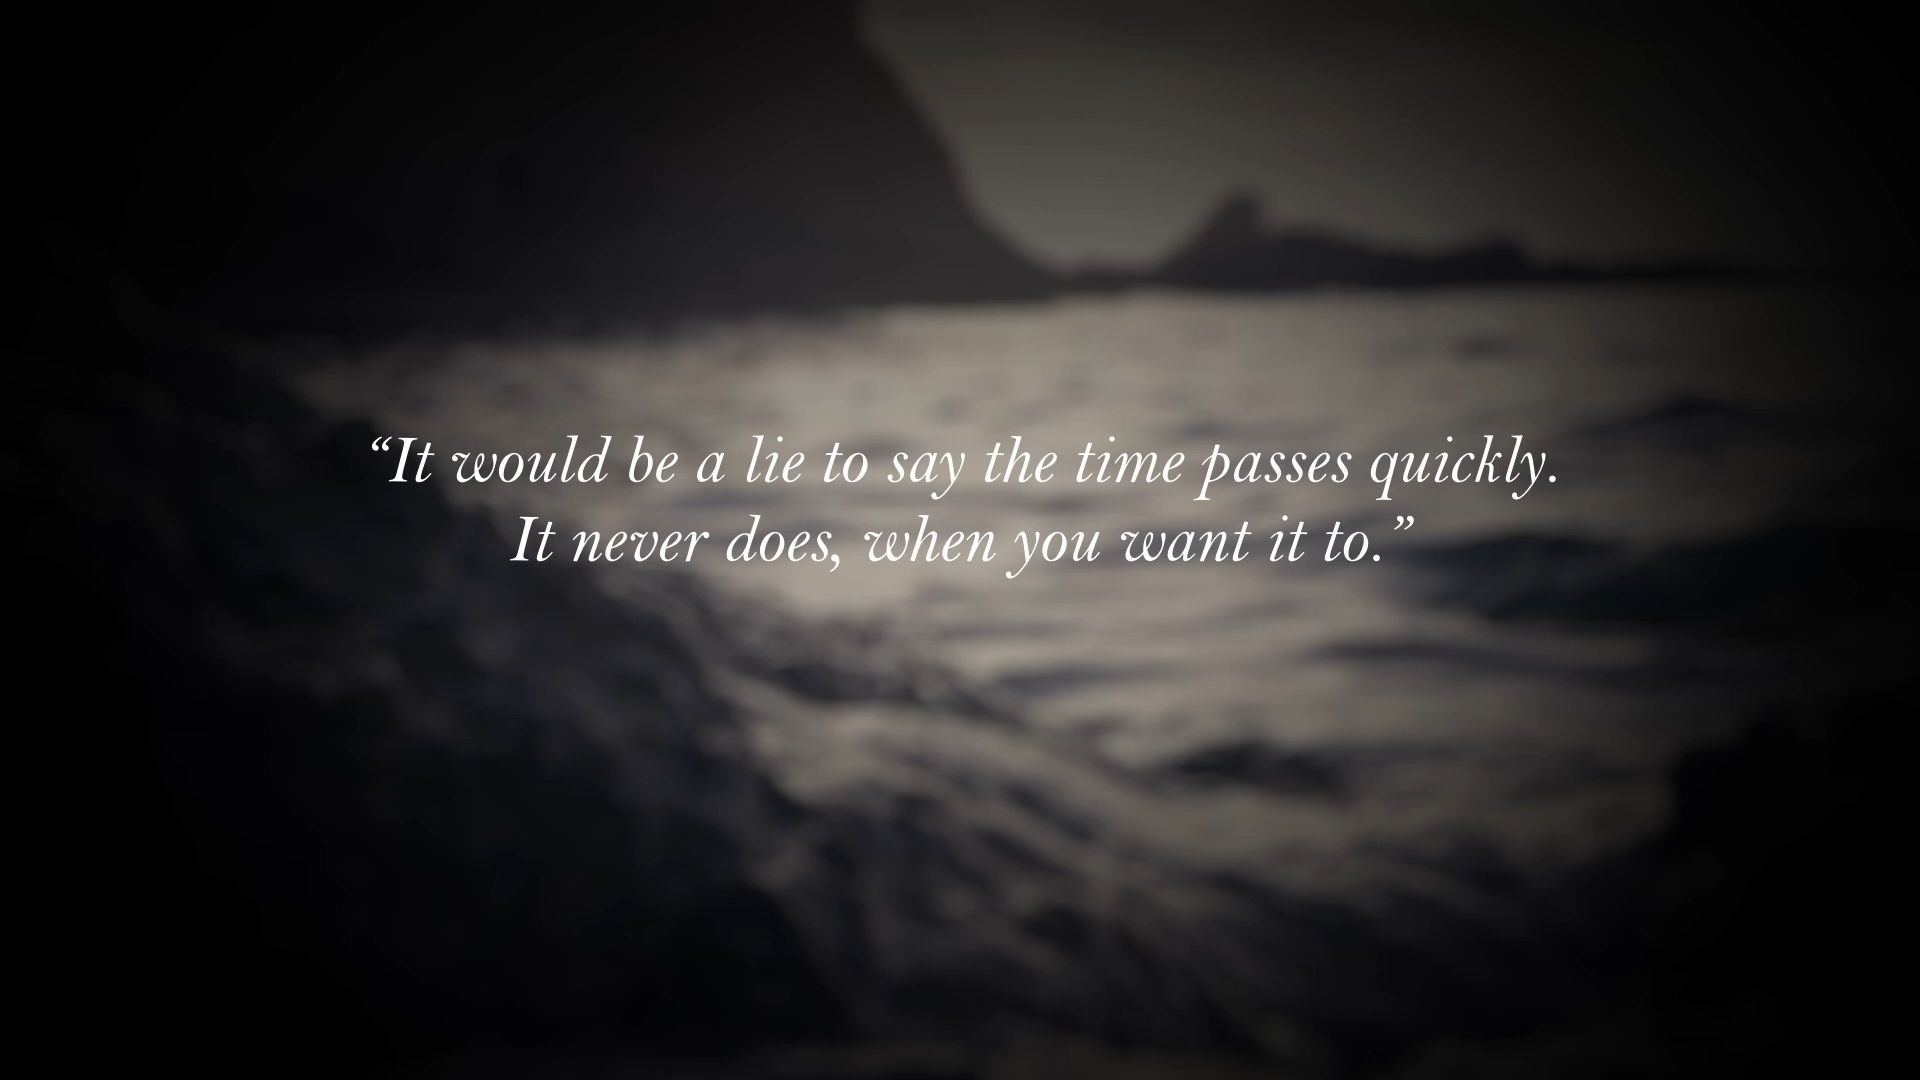 “It would be a lie to say the time passes quickly.
It never does, when you want it to.”